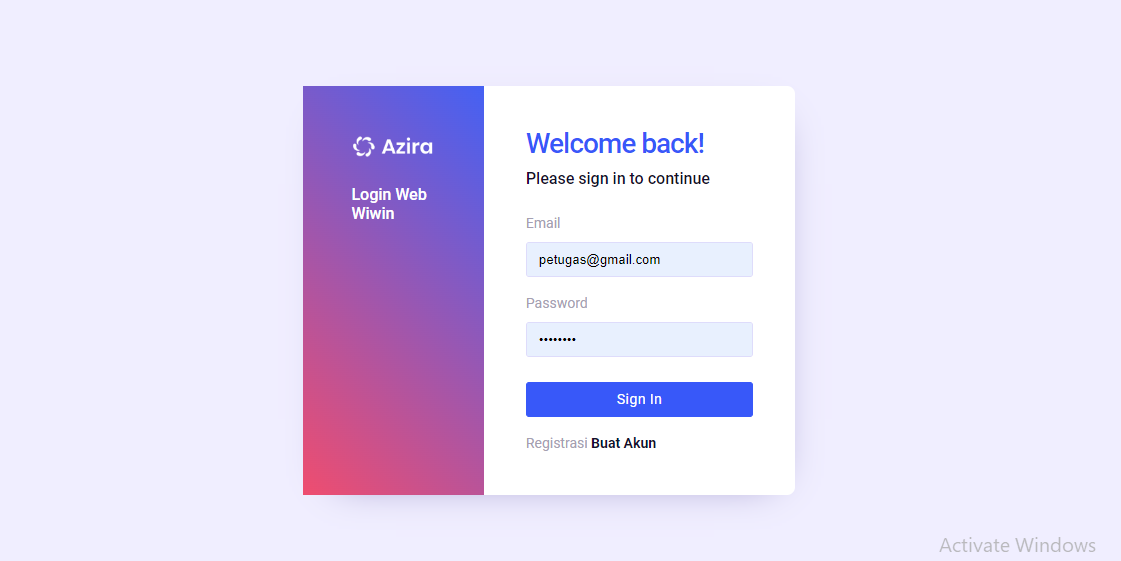 Azira
Login Web
Wiwin
Welcome back!
Please sign in to continue
Email
petugas@gmail.com
Password
••••••••
Sign In
Registrasi Buat Akun
Activate Windows